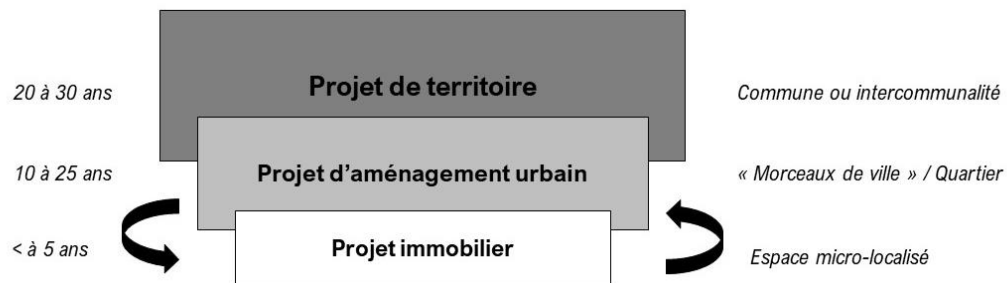 Projet de territoire
20 à 30 ans
Commune ou intercommunalité
Projet d'aménagement urbain
10 à 25 ans
« Morceaux de ville » / Quartier
< à 5 ans
Projet immobilier
Espace micro-localisé